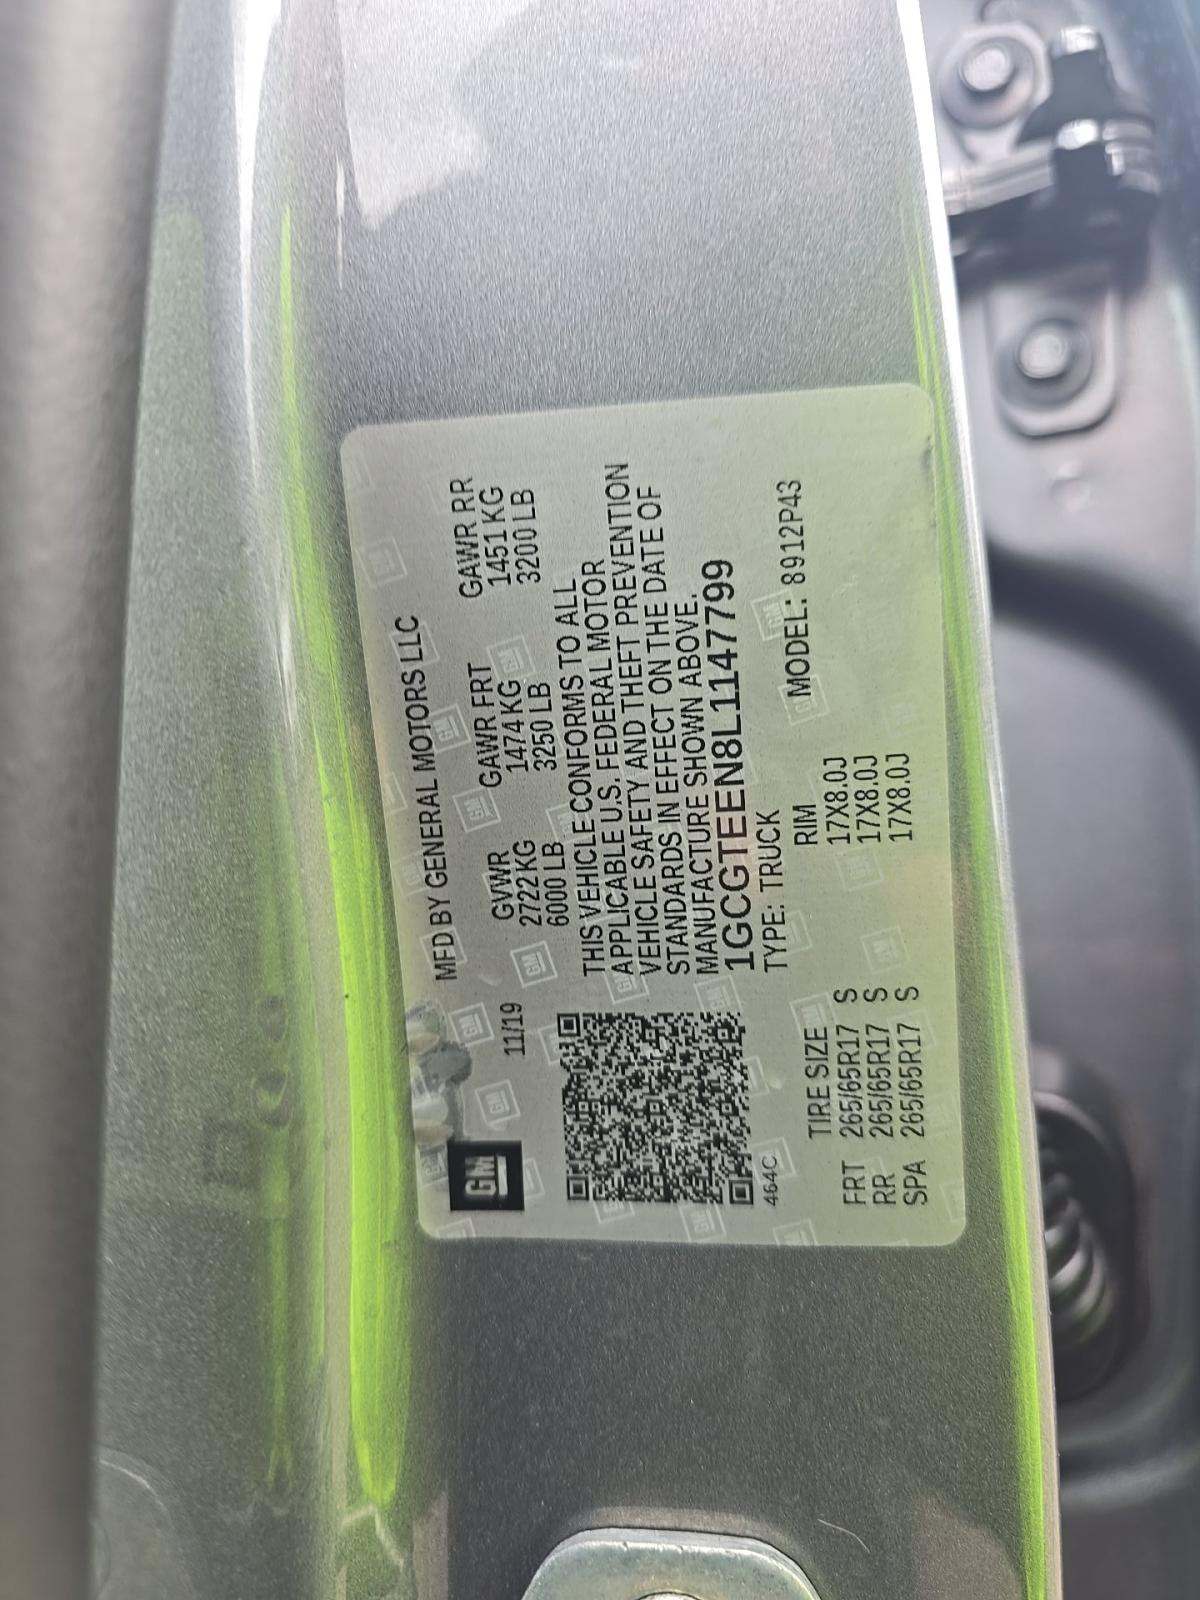 GM
MFD BY GENERAL MOTORS LLC
11/19
GVWR GAWR FRT GAWR RR
2722 KG 1474 KG 1451 KG
6000 LB 3250 LB 3200 LB
THIS VEHICLE CONFORMS TO ALL
APPLICABLE U.S. FEDERAL MOTOR
VEHICLE SAFETY AND THEFT PREVENTION
STANDARDS IN EFFECT ON THE DATE OF
MANUFACTURE SHOWN ABOVE.
1GCGTEEN8L1147799
464C
TYPE: TRUCK MODEL: 8912P43
TIRE SIZE RIM
FRT 265/65R17 S 17X8.0J
RR 265/65R17 S 17X8.0J
SPA 265/65R17 S 17X8.0J